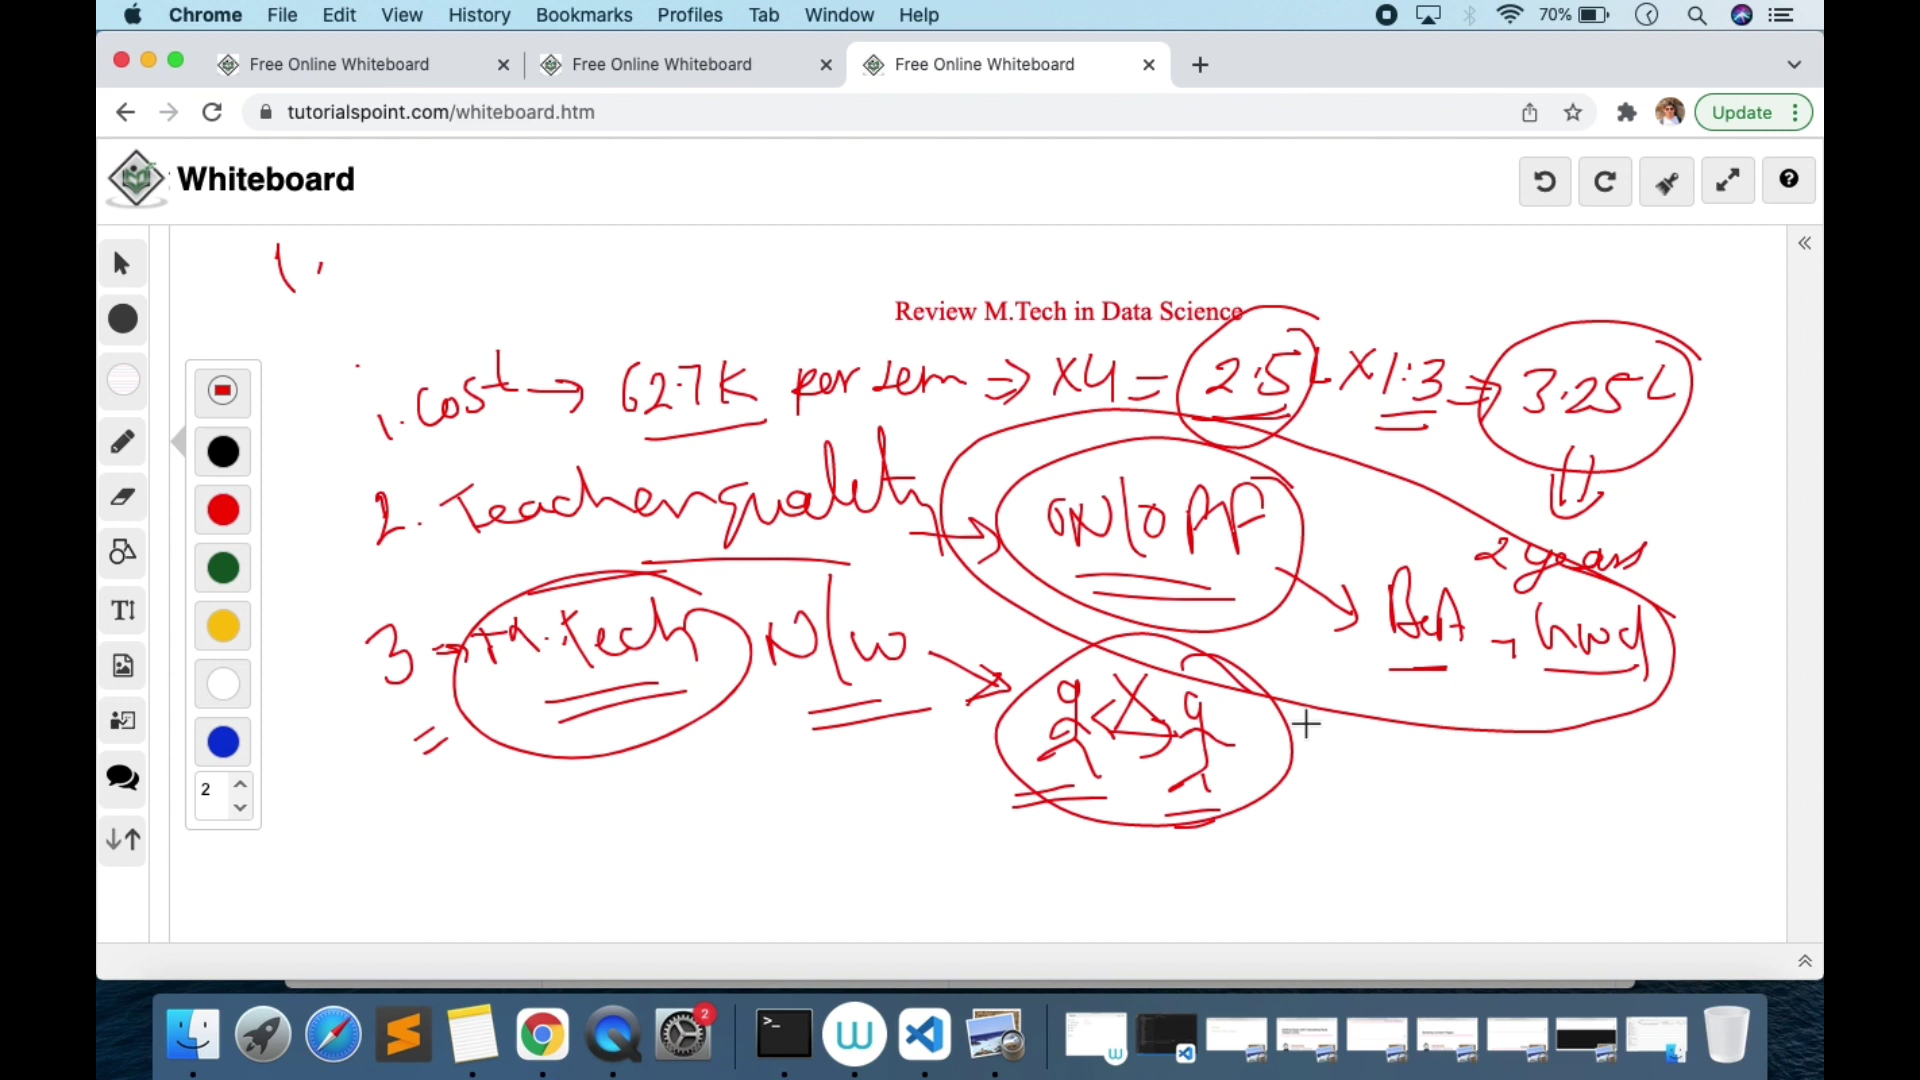 Chrome File Edit View History Bookmarks Profiles Tab Window Help 70%
Free Online Whiteboard Free Online Whiteboard Free Online Whiteboard
tutorialspoint.com/whiteboard.htm Update
Whiteboard
1.
Review M.Tech in Data Science
1. Cost → 62.7K per sem => X4 = 2.5L X 1.3 => 3.25L
2. Teacher quality → ON/OFF
2 years
3 → M.Tech N/w
2
2